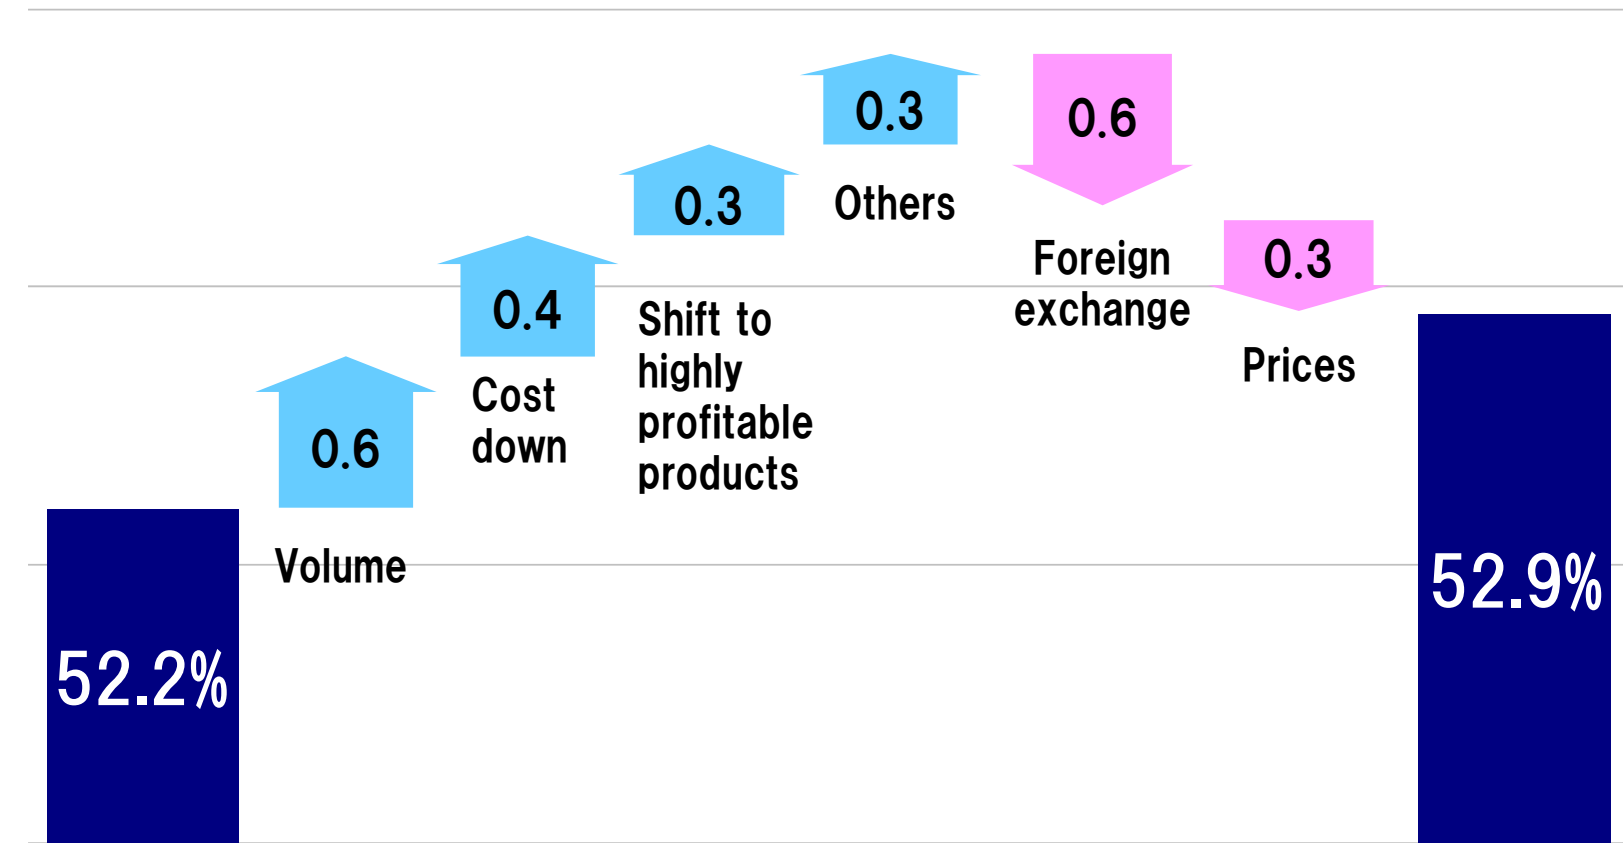 52.2%
0.6
Volume
0.4
Cost
down
0.3
Shift to
highly
profitable
products
0.3
Others
0.6
Foreign
exchange
0.3
Prices
52.9%